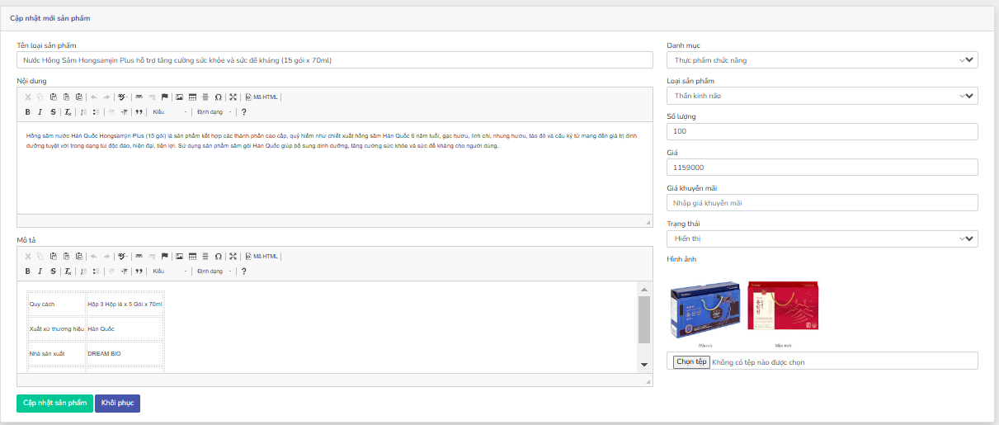 Cập nhật mới sản phẩm
Tên loại sản phẩm
Nước Hồng Sâm Hongsamjin Plus hỗ trợ tăng cường sức khỏe và sức đề kháng (15 gói x 70ml)
Nội dung
Mã HTML
B I S Kiểu Định dạng ?
Hồng sâm nước Hàn Quốc Hongsamjin Plus (15 gói) là sản phẩm kết hợp các thành phần cao cấp, quý hiếm như chiết xuất hồng sâm Hàn Quốc 6 năm tuổi, gạc hươu, linh chi, nhung hươu, táo đỏ và câu kỷ tử mang đến giá trị dinh
dưỡng tuyệt vời trong dạng túi độc đáo, hiện đại, tiện lợi. Sử dụng sản phẩm sâm gói Hàn Quốc giúp bổ sung dinh dưỡng, tăng cường sức khỏe và sức đề kháng cho người dùng.
Mô tả
Mã HTML
B I S Kiểu Định dạng ?
Quy cách Hộp 3 Hộp lẻ x 5 Gói x 70ml
Xuất xứ thương hiệu Hàn Quốc
Nhà sản xuất DREAM BIO
Cập nhật sản phẩm Khôi phục
Danh mục
Thực phẩm chức năng
Loại sản phẩm
Thần kinh não
Số lượng
100
Giá
1159000
Giá khuyễn mãi
Nhập giá khuyễn mãi
Trạng thái
Hiển thị
Hình ảnh
Mẫu cũ Mẫu mới
Chọn tệp Không có tệp nào được chọn